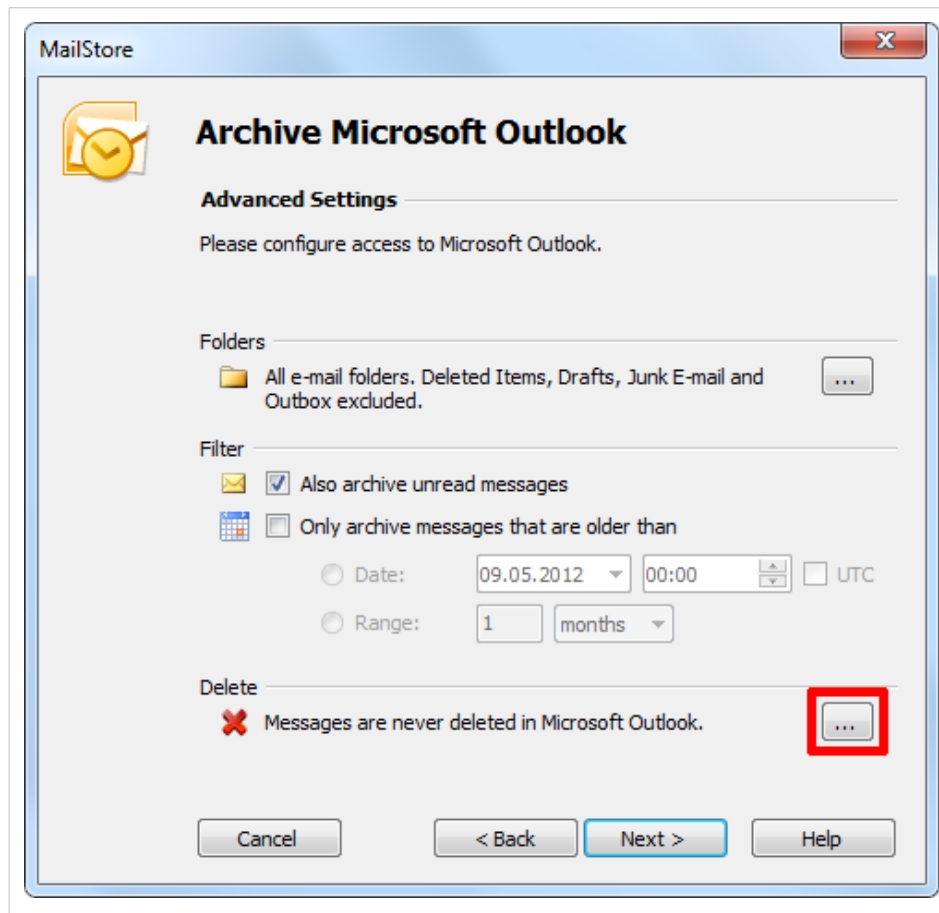 MailStore
Archive Microsoft Outlook
Advanced Settings
Please configure access to Microsoft Outlook.
Folders
All e-mail folders. Deleted Items, Drafts, Junk E-mail and
Outbox excluded.
...
Filter
Also archive unread messages
Only archive messages that are older than
Date: 09.05.2012 00:00 UTC
Range: 1 months
Delete
Messages are never deleted in Microsoft Outlook. ...
Cancel < Back Next > Help